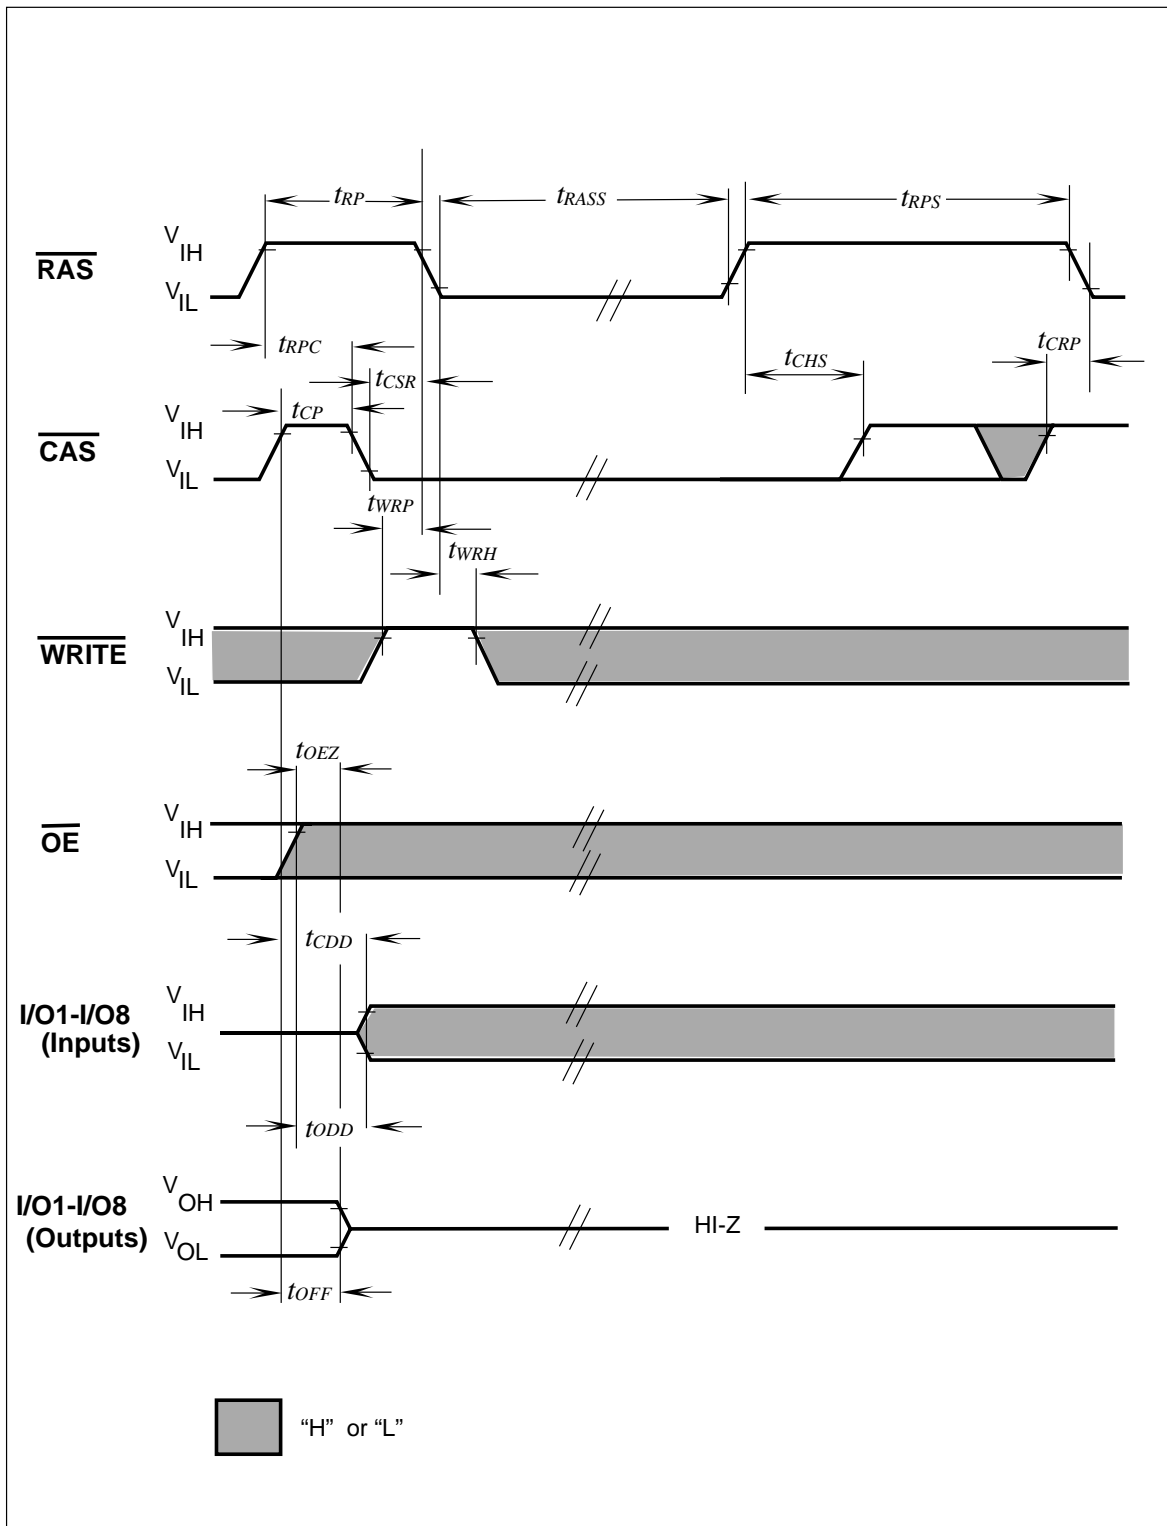 tRP
tRASS
tRPS
RAS
VIH
VIL
tRPC
tCSR
tCHS
tCRP
tCP
CAS
VIH
VIL
tWRP
tWRH
WRITE
VIH
VIL
tOEZ
OE
VIH
VIL
tCDD
I/O1-I/O8
(Inputs)
VIH
VIL
tODD
I/O1-I/O8
(Outputs)
VOH
VOL
HI-Z
tOFF
“H” or “L”